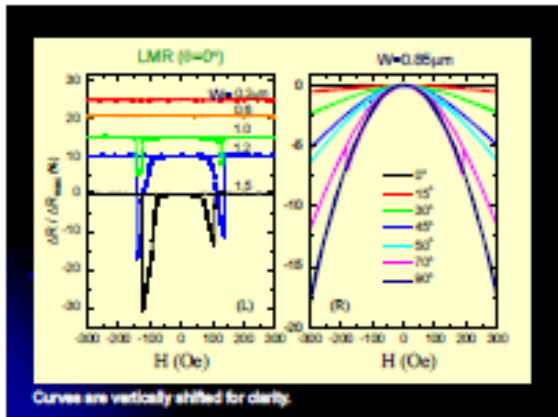 LMR (θ=0°)
W=0.85μm
30
20
10
0
-10
-20
-30
ΔR / ΔRmax (%)
W= 0.3μm
0.6
1.0
1.2
1.5
(L)
-300 -200 -100 0 100 200 300
H (Oe)
0
-5
-10
-15
-20
0°
15°
30°
45°
50°
70°
90°
(R)
-300 -200 -100 0 100 200 300
H (Oe)
Curves are vertically shifted for clarity.